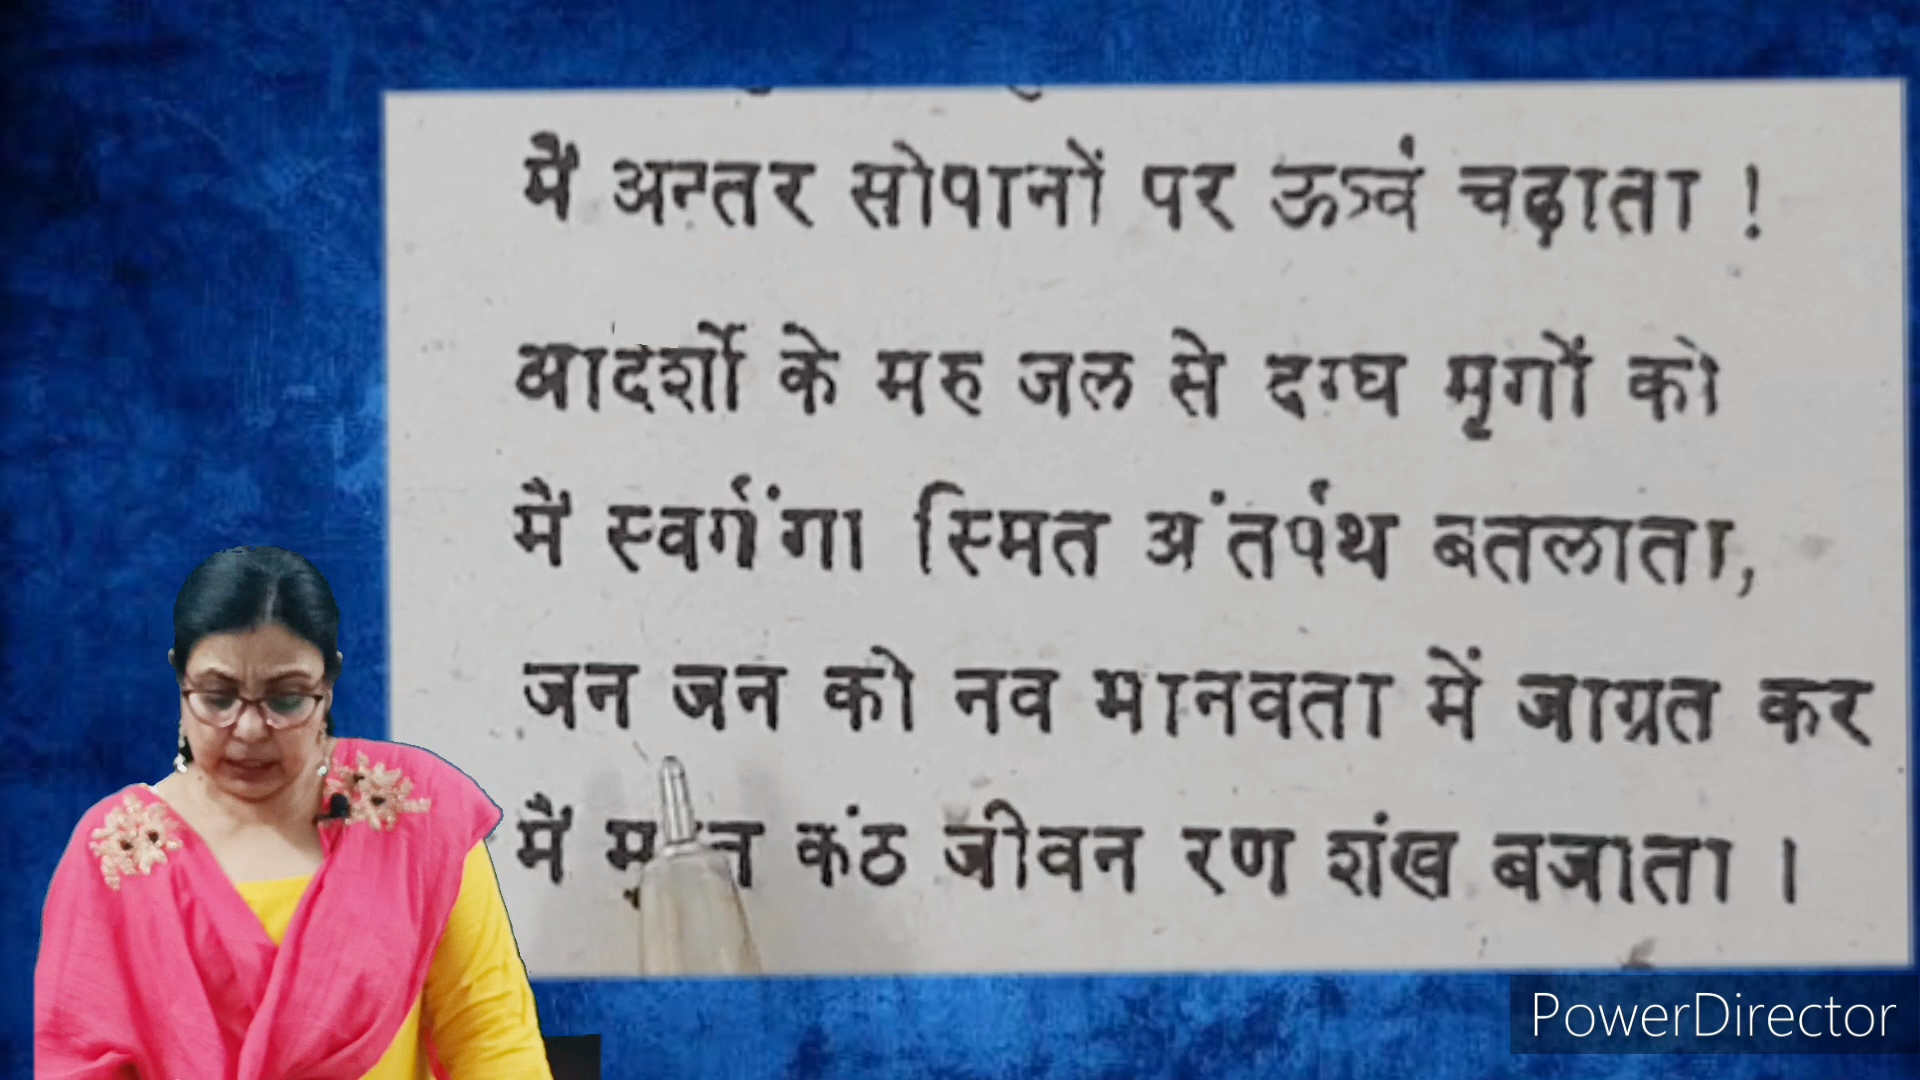 मैं अन्तर सोपानों पर ऊर्ध्व चढ़ाता !
आदर्शो के मरु जल से दग्ध मृगों को
मैं स्वर्गंगा स्मित अंतर्पथ बतलाता,
जन जन को नव मानवता में जाग्रत कर
मैं कंठ जीवन रण शंख बजाता ।
PowerDirector